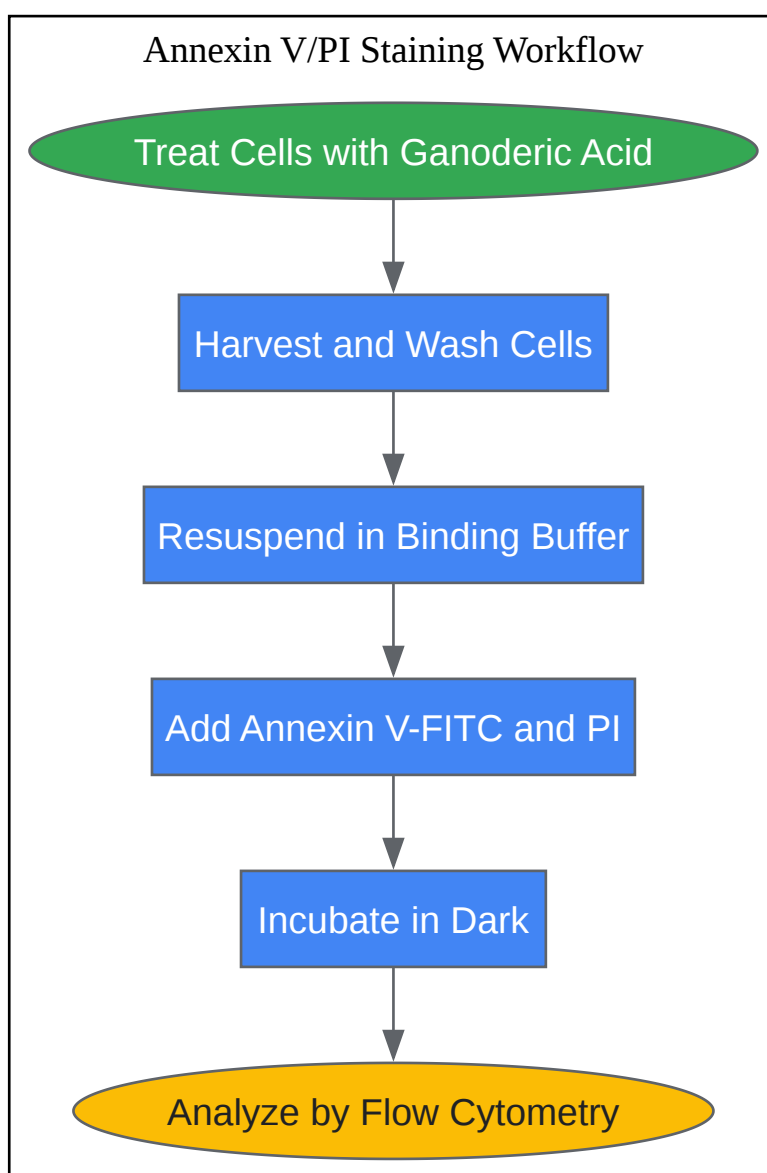 Annexin V/PI Staining Workflow
Treat Cells with Ganoderic Acid
Harvest and Wash Cells
Resuspend in Binding Buffer
Add Annexin V-FITC and PI
Incubate in Dark
Analyze by Flow Cytometry